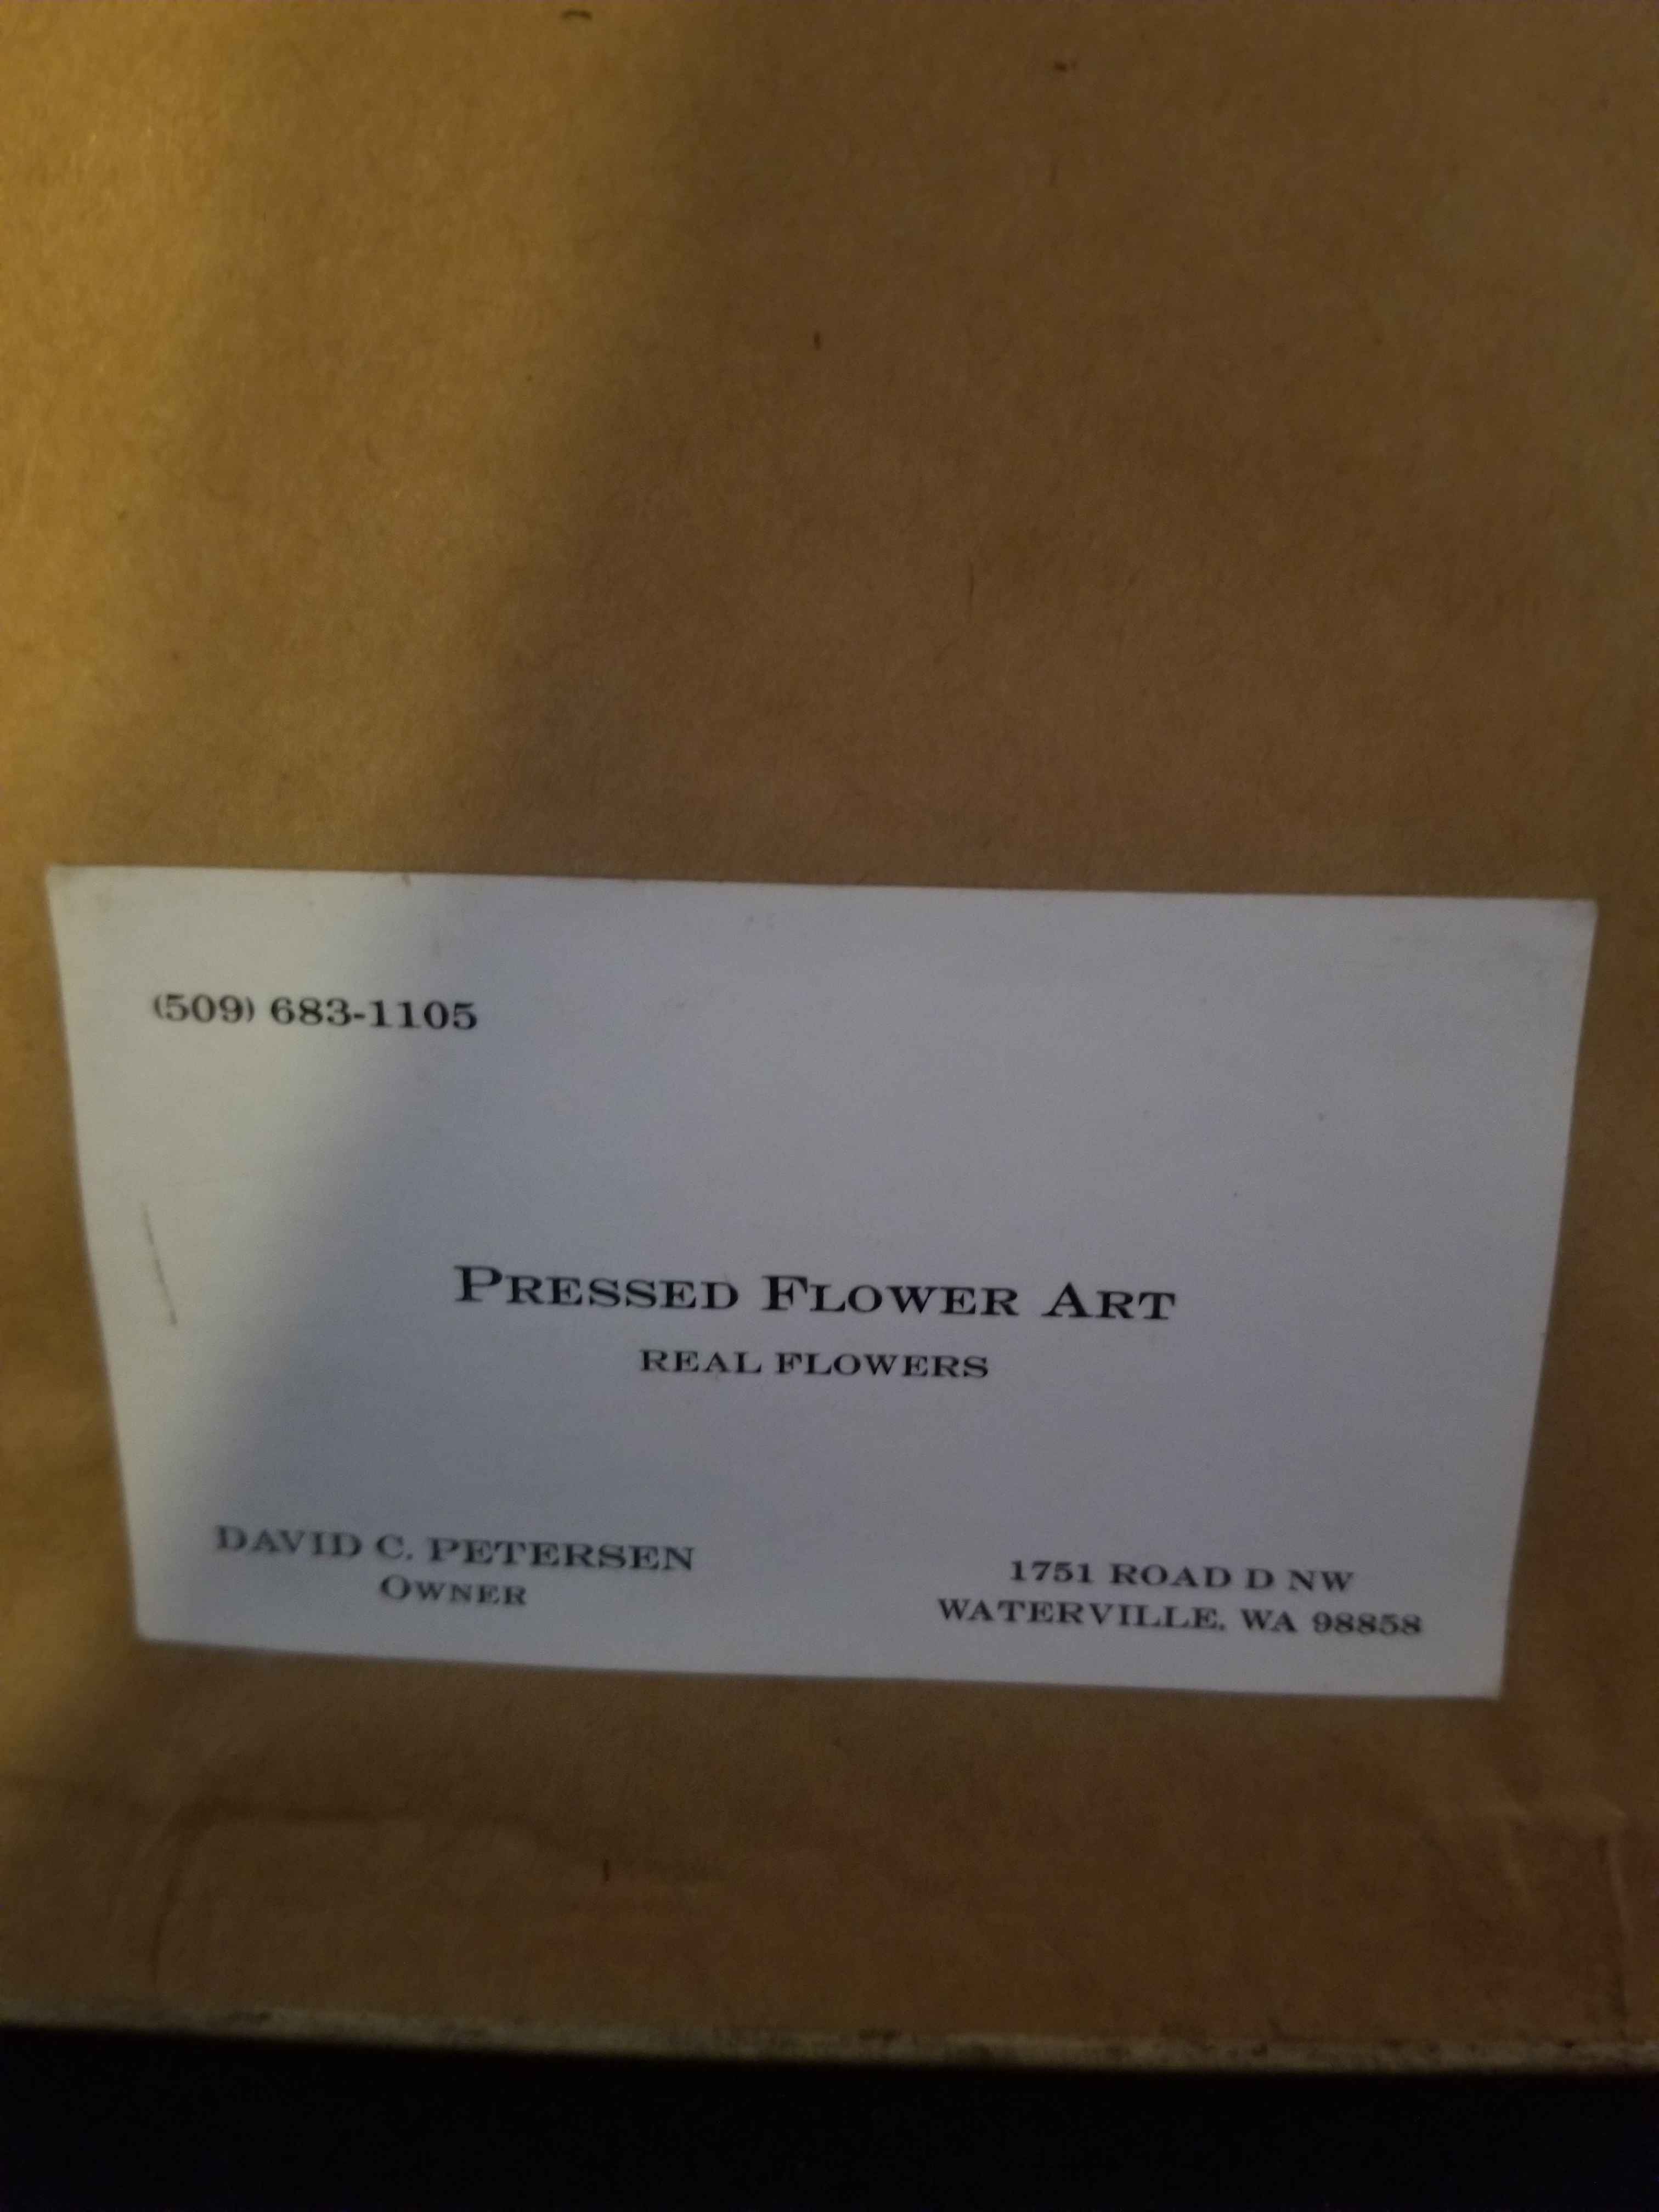 (509) 683-1105
PRESSED FLOWER ART
REAL FLOWERS
DAVID C. PETERSEN
OWNER
1751 ROAD D NW
WATERVILLE, WA 98858